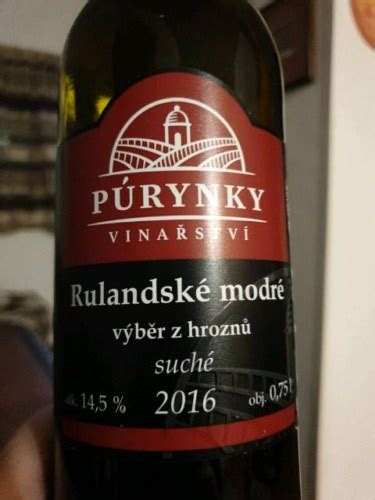 PÚRYNKY
VINAŘSTVÍ
Rulandské modré
výběr z hroznů
suché
alk. 14,5 % 2016 obj. 0,75